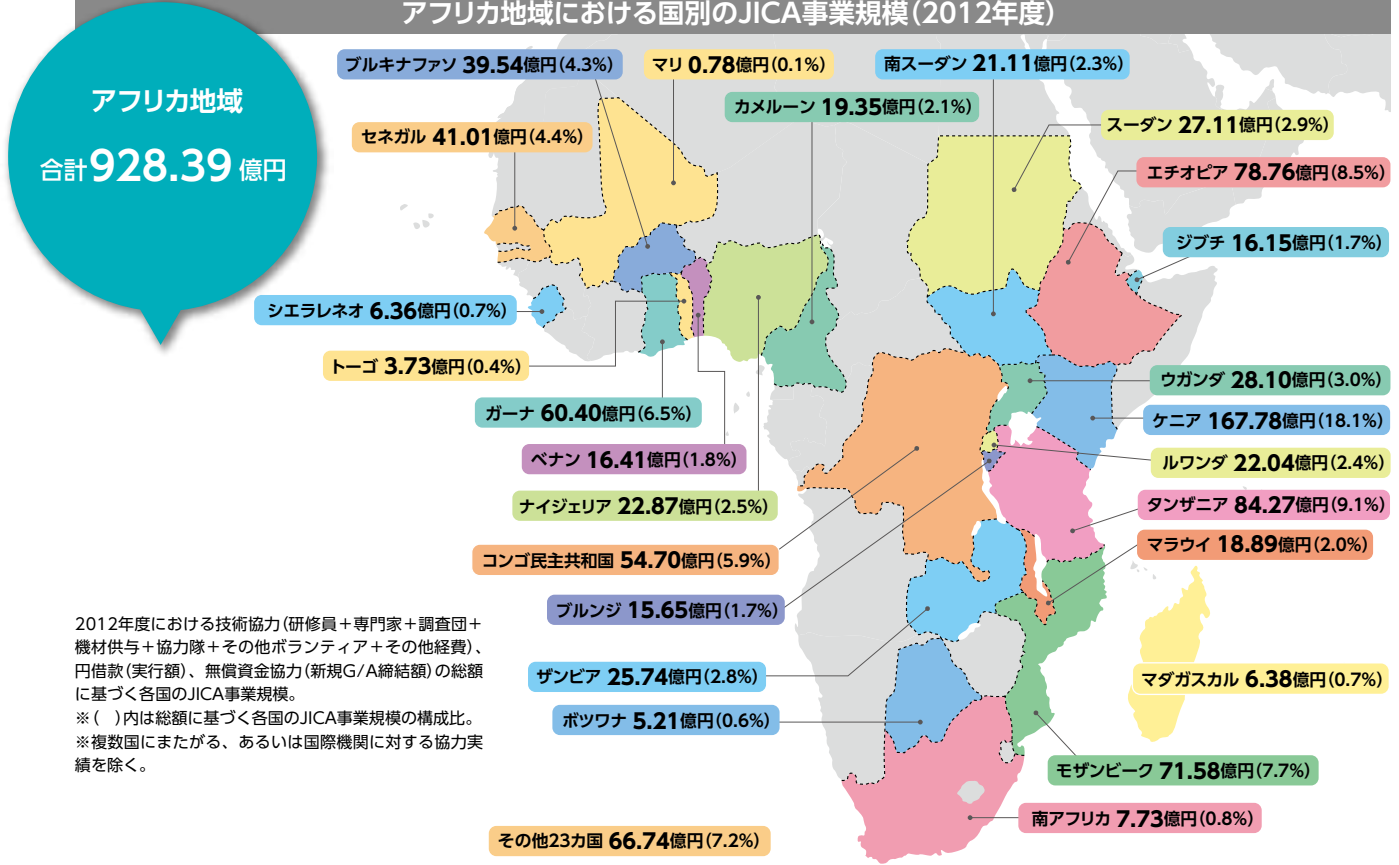 アフリカ地域における国別のJICA事業規模（2012年度）
アフリカ地域
合計928.39億円
ブルキナファソ 39.54億円（4.3%）
マリ 0.78億円（0.1%）
南スーダン 21.11億円（2.3%）
カメルーン 19.35億円（2.1%）
スーダン 27.11億円（2.9%）
セネガル 41.01億円（4.4%）
エチオピア 78.76億円（8.5%）
ジブチ 16.15億円（1.7%）
シエラレネオ 6.36億円（0.7%）
トーゴ 3.73億円（0.4%）
ウガンダ 28.10億円（3.0%）
ガーナ 60.40億円（6.5%）
ケニア 167.78億円（18.1%）
ベナン 16.41億円（1.8%）
ルワンダ 22.04億円（2.4%）
ナイジェリア 22.87億円（2.5%）
タンザニア 84.27億円（9.1%）
コンゴ民主共和国 54.70億円（5.9%）
マラウイ 18.89億円（2.0%）
ブルンジ 15.65億円（1.7%）
ザンビア 25.74億円（2.8%）
マダガスカル 6.38億円（0.7%）
ボツワナ 5.21億円（0.6%）
モザンビーク 71.58億円（7.7%）
南アフリカ 7.73億円（0.8%）
その他23カ国 66.74億円（7.2%）
2012年度における技術協力（研修員＋専門家＋調査団＋
機材供与＋協力隊＋その他ボランティア＋その他経費）、
円借款（実行額）、無償資金協力（新規G/A締結額）の総額
に基づく各国のJICA事業規模。
※（　）内は総額に基づく各国のJICA事業規模の構成比。
※複数国にまたがる、あるいは国際機関に対する協力実
績を除く。